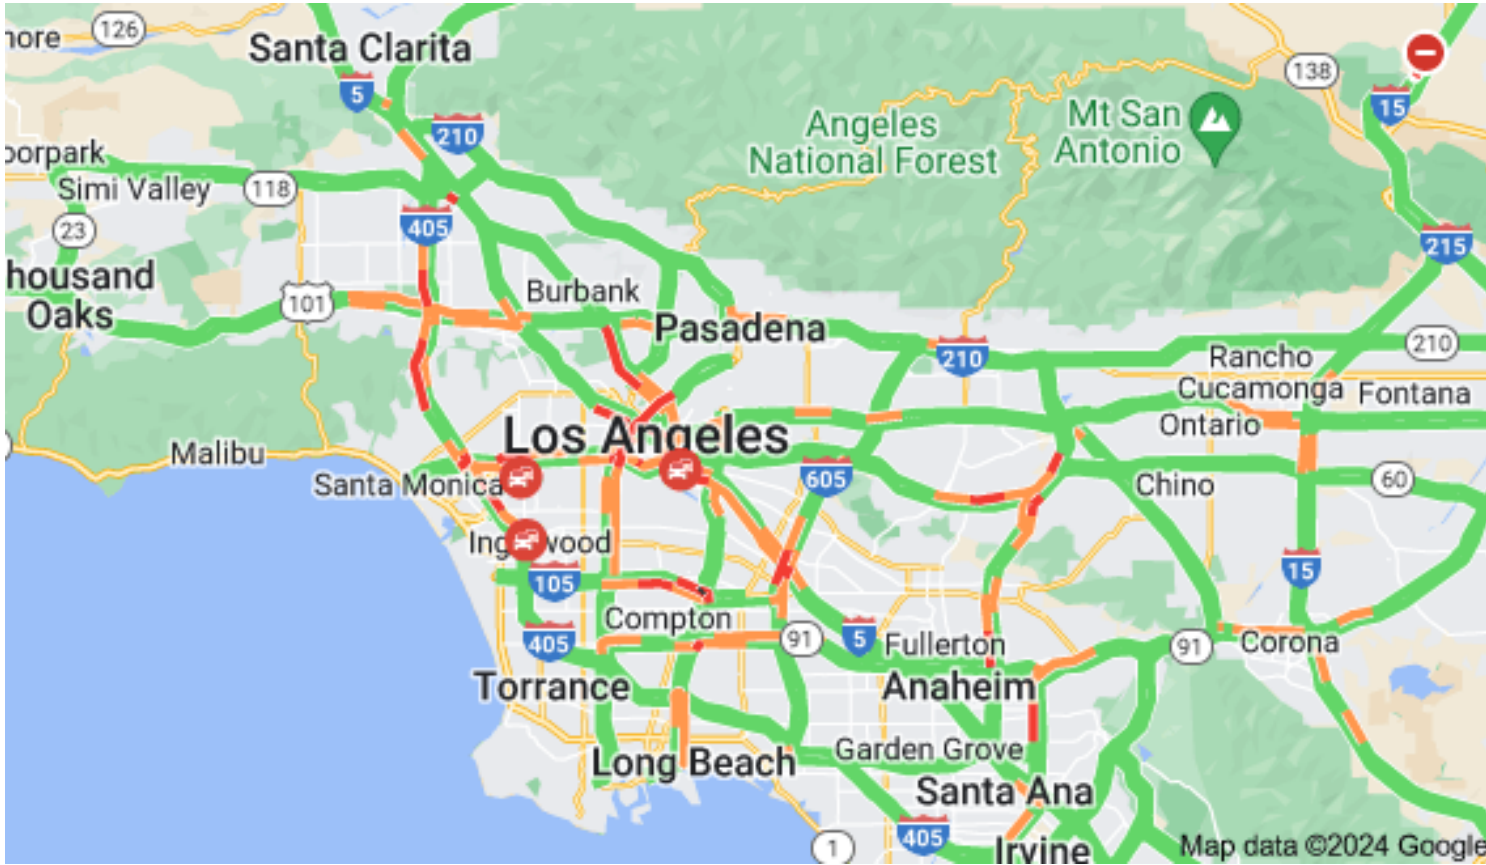 126
Santa Clarita
5
138
15
210
Angeles
National Forest
Mt San
Antonio
Simi Valley
118
23
405
215
Oaks
101
Burbank
Pasadena
210
210
Rancho
Cucamonga
Fontana
Ontario
Los Angeles
Malibu
Santa Monica
605
Chino
60
105
15
Compton
405
91
5
Fullerton
91
Corona
Torrance
Anaheim
Garden Grove
Long Beach
Santa Ana
405
1
Irvine
Map data ©2024 Google